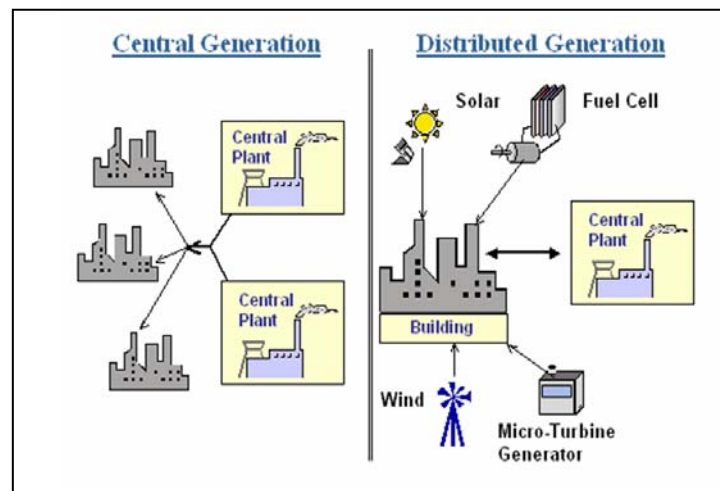 Central Generation
Central
Plant
Central
Plant
Distributed Generation
Solar
Fuel Cell
Central
Plant
Building
Wind
Micro-Turbine
Generator